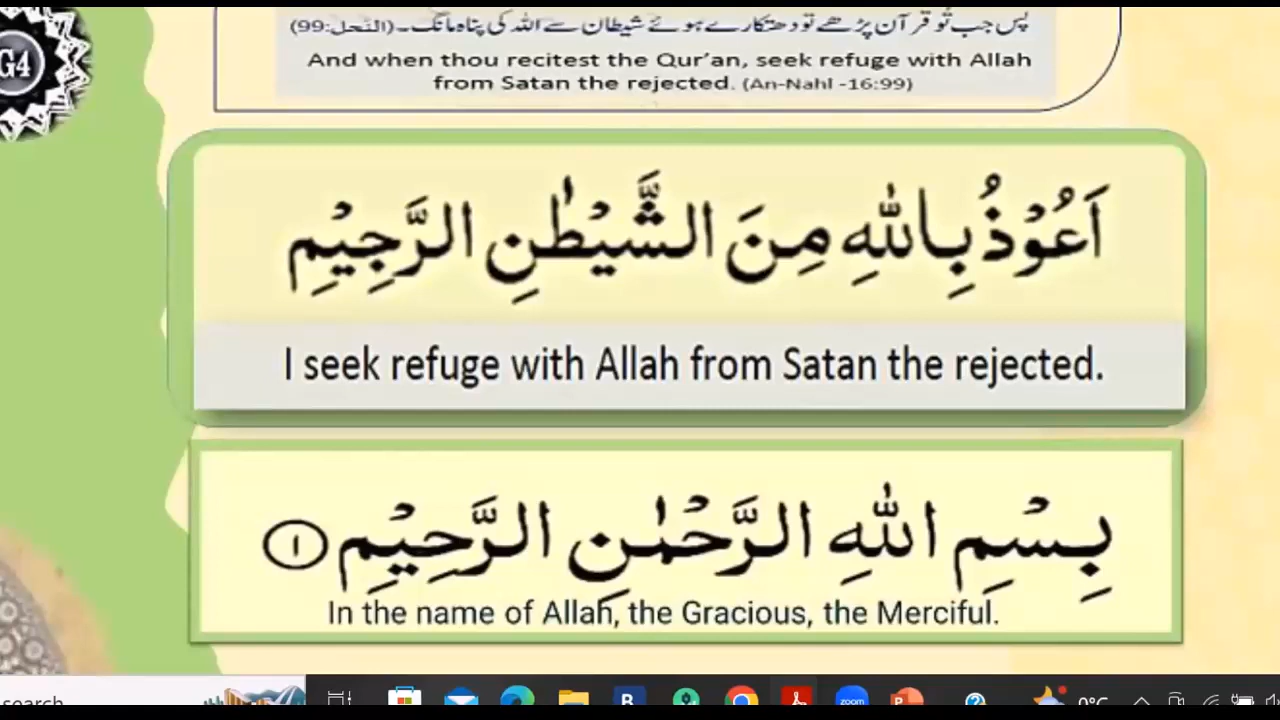 پس جب تُو قرآن پڑھے تو دھتکارے ہوئے شیطان سے اللہ کی پناہ مانگ۔ (النّحل:99)
G4
And when thou recitest the Qur'an, seek refuge with Allah
from Satan the rejected. (An-Nahl -16:99)
اَعُوْذُ بِاللّٰهِ مِنَ الشَّيْطٰنِ الرَّجِيْمِ
I seek refuge with Allah from Satan the rejected.
بِسْمِ اللّٰهِ الرَّحْمٰنِ الرَّحِيْمِ ١
In the name of Allah, the Gracious, the Merciful.
search
zoom
0°C